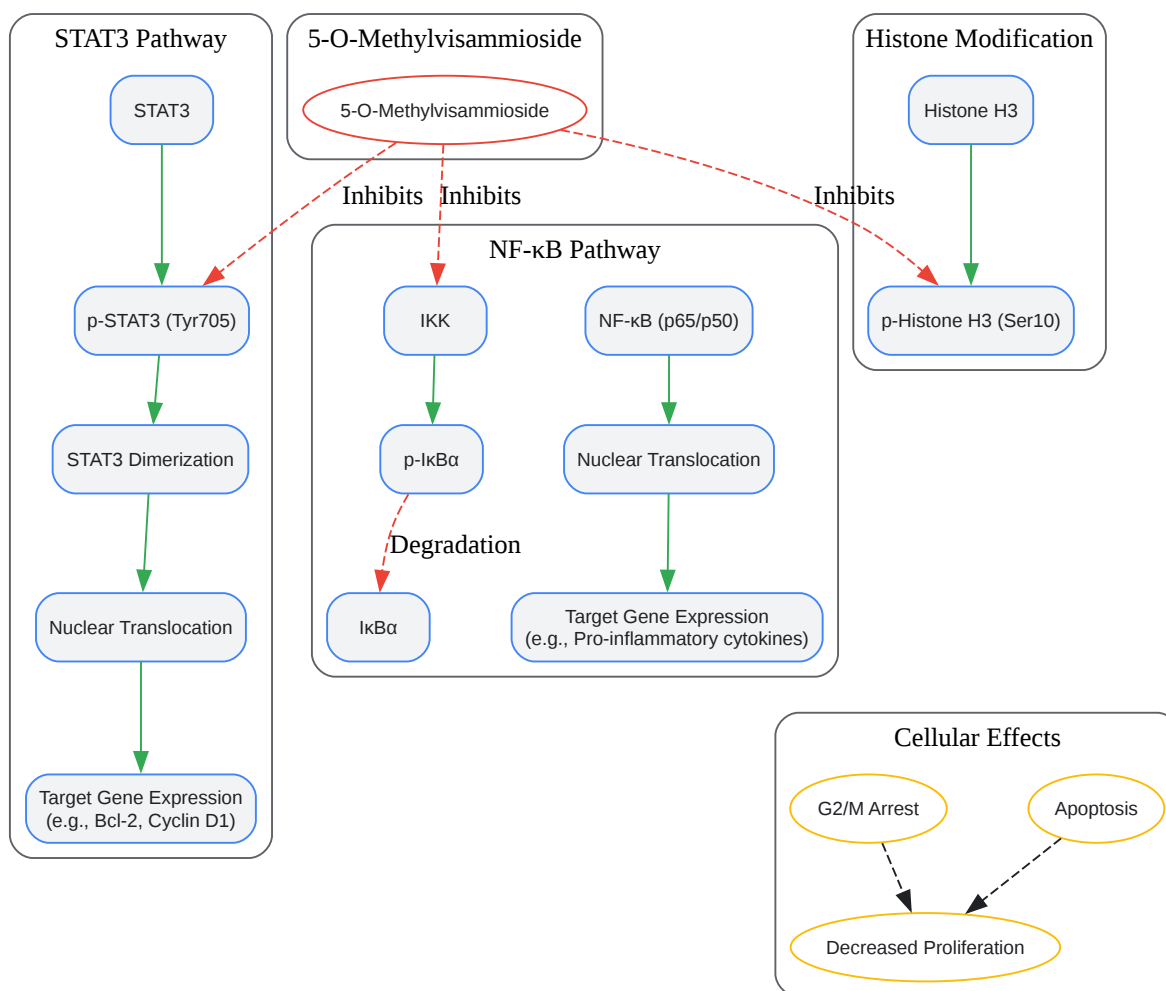 STAT3 Pathway
STAT3
p-STAT3 (Tyr705)
STAT3 Dimerization
Nuclear Translocation
Target Gene Expression
(e.g., Bcl-2, Cyclin D1)
5-O-Methylvisammioside
5-O-Methylvisammioside
Inhibits
Inhibits
Inhibits
NF-κB Pathway
IKK
p-IκBα
Degradation
IκBα
NF-κB (p65/p50)
Nuclear Translocation
Target Gene Expression
(e.g., Pro-inflammatory cytokines)
Histone Modification
Histone H3
p-Histone H3 (Ser10)
Cellular Effects
G2/M Arrest
Apoptosis
Decreased Proliferation